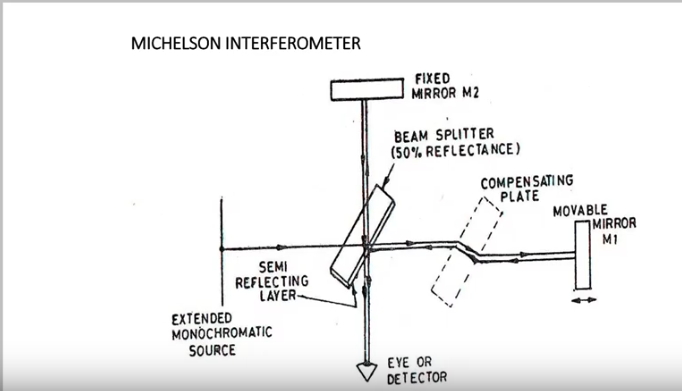 MICHELSON INTERFEROMETER
FIXED
MIRROR M2
BEAM SPLITTER
(50% REFLECTANCE)
COMPENSATING
PLATE
MOVABLE
MIRROR
M1
SEMI
REFLECTING
LAYER
EXTENDED
MONOCHROMATIC
SOURCE
EYE OR
DETECTOR